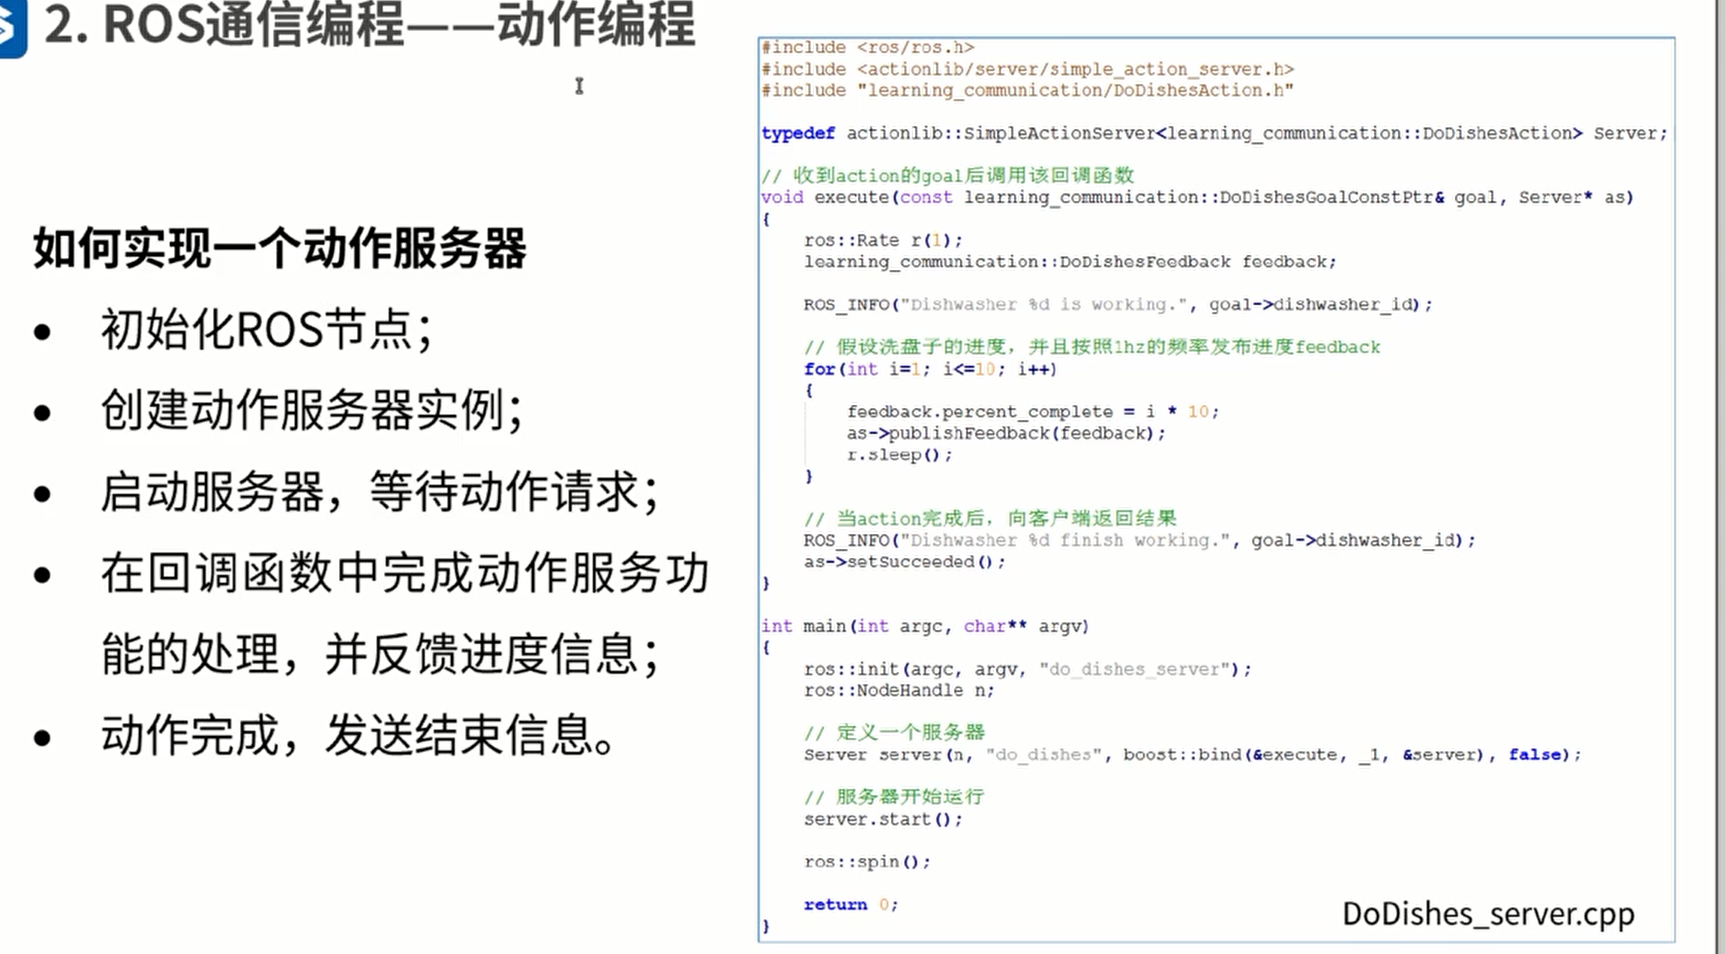 2. ROS通信编程——动作编程
如何实现一个动作服务器
• 初始化ROS节点；
• 创建动作服务器实例；
• 启动服务器，等待动作请求；
• 在回调函数中完成动作服务功
能的处理，并反馈进度信息；
• 动作完成，发送结束信息。
#include <ros/ros.h>
#include <actionlib/server/simple_action_server.h>
#include "learning_communication/DoDishesAction.h"
typedef actionlib::SimpleActionServer<learning_communication::DoDishesAction> Server;
// 收到action的goal后调用该回调函数
void execute(const learning_communication::DoDishesGoalConstPtr& goal, Server* as)
{
    ros::Rate r(1);
    learning_communication::DoDishesFeedback feedback;
    ROS_INFO("Dishwasher %d is working.", goal->dishwasher_id);
    // 假设洗盘子的进度，并且按照1hz的频率发布进度feedback
    for(int i=1; i<=10; i++)
    {
        feedback.percent_complete = i * 10;
        as->publishFeedback(feedback);
        r.sleep();
    }
    // 当action完成后，向客户端返回结果
    ROS_INFO("Dishwasher %d finish working.", goal->dishwasher_id);
    as->setSucceeded();
}
int main(int argc, char** argv)
{
    ros::init(argc, argv, "do_dishes_server");
    ros::NodeHandle n;
    // 定义一个服务器
    Server server(n, "do_dishes", boost::bind(&execute, _1, &server), false);
    // 服务器开始运行
    server.start();
    ros::spin();
    return 0;
}
DoDishes_server.cpp